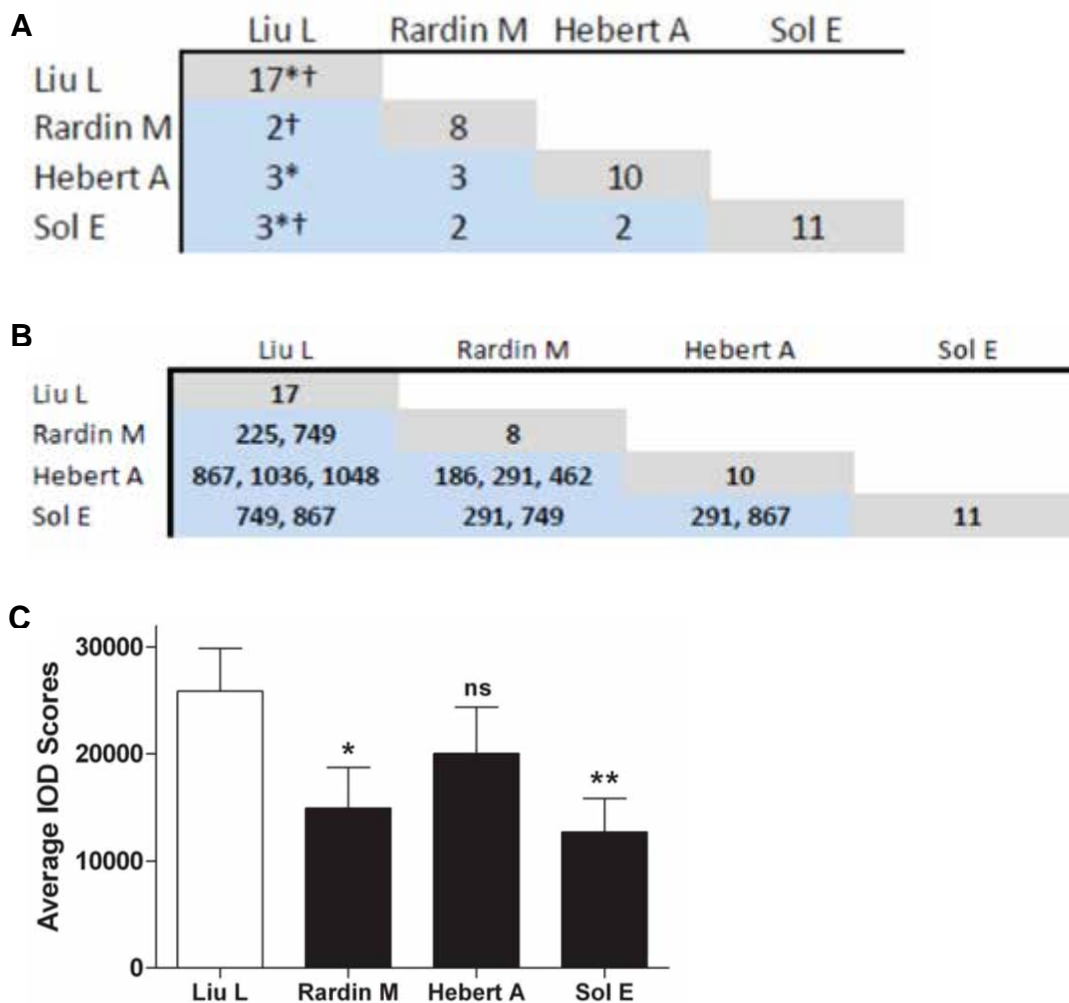 A
Liu L Rardin M Hebert A Sol E
Liu L 17*†
Rardin M 2† 8
Hebert A 3* 3 10
Sol E 3*† 2 2 11
B
Liu L Rardin M Hebert A Sol E
Liu L 17
Rardin M 225, 749 8
Hebert A 867, 1036, 1048 186, 291, 462 10
Sol E 749, 867 291, 749 291, 867 11
C
Average IOD Scores
30000
20000
10000
0
* ns **
Liu L Rardin M Hebert A Sol E